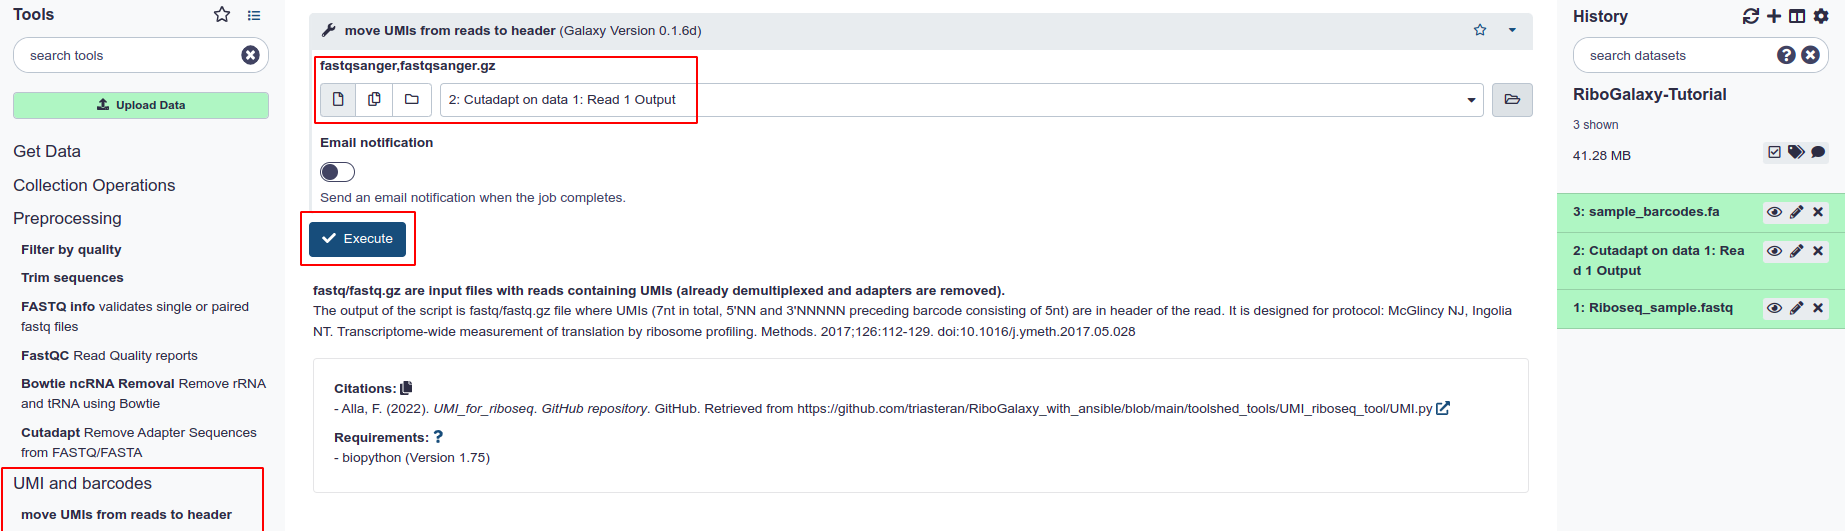 Tools
search tools
Upload Data
Get Data
Collection Operations
Preprocessing
Filter by quality
Trim sequences
FASTQ info validates single or paired
fastq files
FastQC Read Quality reports
Bowtie ncRNA Removal Remove rRNA
and tRNA using Bowtie
Cutadapt Remove Adapter Sequences
from FASTQ/FASTA
UMI and barcodes
move UMIs from reads to header
move UMIs from reads to header (Galaxy Version 0.1.6d)
fastqsanger,fastqsanger.gz
2: Cutadapt on data 1: Read 1 Output
Email notification
Send an email notification when the job completes.
Execute
fastq/fastq.gz are input files with reads containing UMIs (already demultiplexed and adapters are removed).
The output of the script is fastq/fastq.gz file where UMIs (7nt in total, 5'NN and 3'NNNNN preceding barcode consisting of 5nt) are in header of the read. It is designed for protocol: McGlincy NJ, Ingolia
NT. Transcriptome-wide measurement of translation by ribosome profiling. Methods. 2017;126:112-129. doi:10.1016/j.ymeth.2017.05.028
Citations:
- Alla, F. (2022). UMI_for_riboseq. GitHub repository. GitHub. Retrieved from https://github.com/triasteran/RiboGalaxy_with_ansible/blob/main/toolshed_tools/UMI_riboseq_tool/UMI.py
Requirements: ?
- biopython (Version 1.75)
History
search datasets
RiboGalaxy-Tutorial
3 shown
41.28 MB
3: sample_barcodes.fa
2: Cutadapt on data 1: Rea
d 1 Output
1: Riboseq_sample.fastq